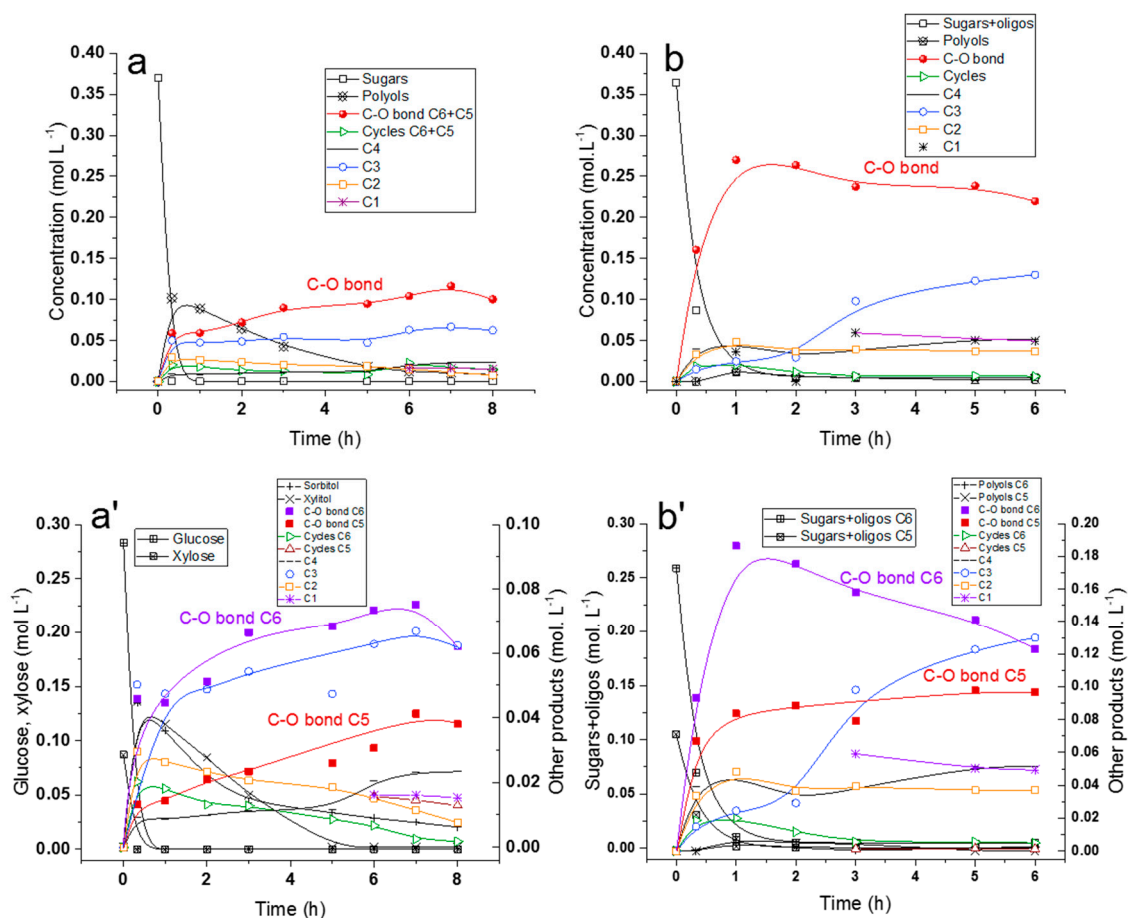 a
Sugars
Polyols
C-O bond C6+C5
Cycles C6+C5
C4
C3
C2
C1
C-O bond
Concentration (mol L-1)
0.40
0.35
0.30
0.25
0.20
0.15
0.10
0.05
0.00
0 2 4 6 8
Time (h)
b
Sugars+oligos
Polyols
C-O bond
Cycles
C4
C3
C2
C1
C-O bond
Concentration (mol.L-1)
0.40
0.35
0.30
0.25
0.20
0.15
0.10
0.05
0.00
0 1 2 3 4 5 6
Time (h)
a'
Glucose
Xylose
Sorbitol
Xylitol
C-O bond C6
C-O bond C5
Cycles C6
Cycles C5
C4
C3
C2
C1
C-O bond C6
C-O bond C5
Glucose, xylose (mol L-1)
0.30
0.25
0.20
0.15
0.10
0.05
0.00
Other products (mol. L-1)
0.10
0.08
0.06
0.04
0.02
0.00
0 2 4 6 8
Time (h)
b'
Sugars+oligos C6
Sugars+oligos C5
Polyols C6
Polyols C5
C-O bond C6
C-O bond C5
Cycles C6
Cycles C5
C4
C3
C2
C1
C-O bond C6
C-O bond C5
Sugars+oligos (mol. L-1)
0.30
0.25
0.20
0.15
0.10
0.05
0.00
Other products (mol. L-1)
0.20
0.18
0.16
0.14
0.12
0.10
0.08
0.06
0.04
0.02
0.00
0 1 2 3 4 5 6
Time (h)